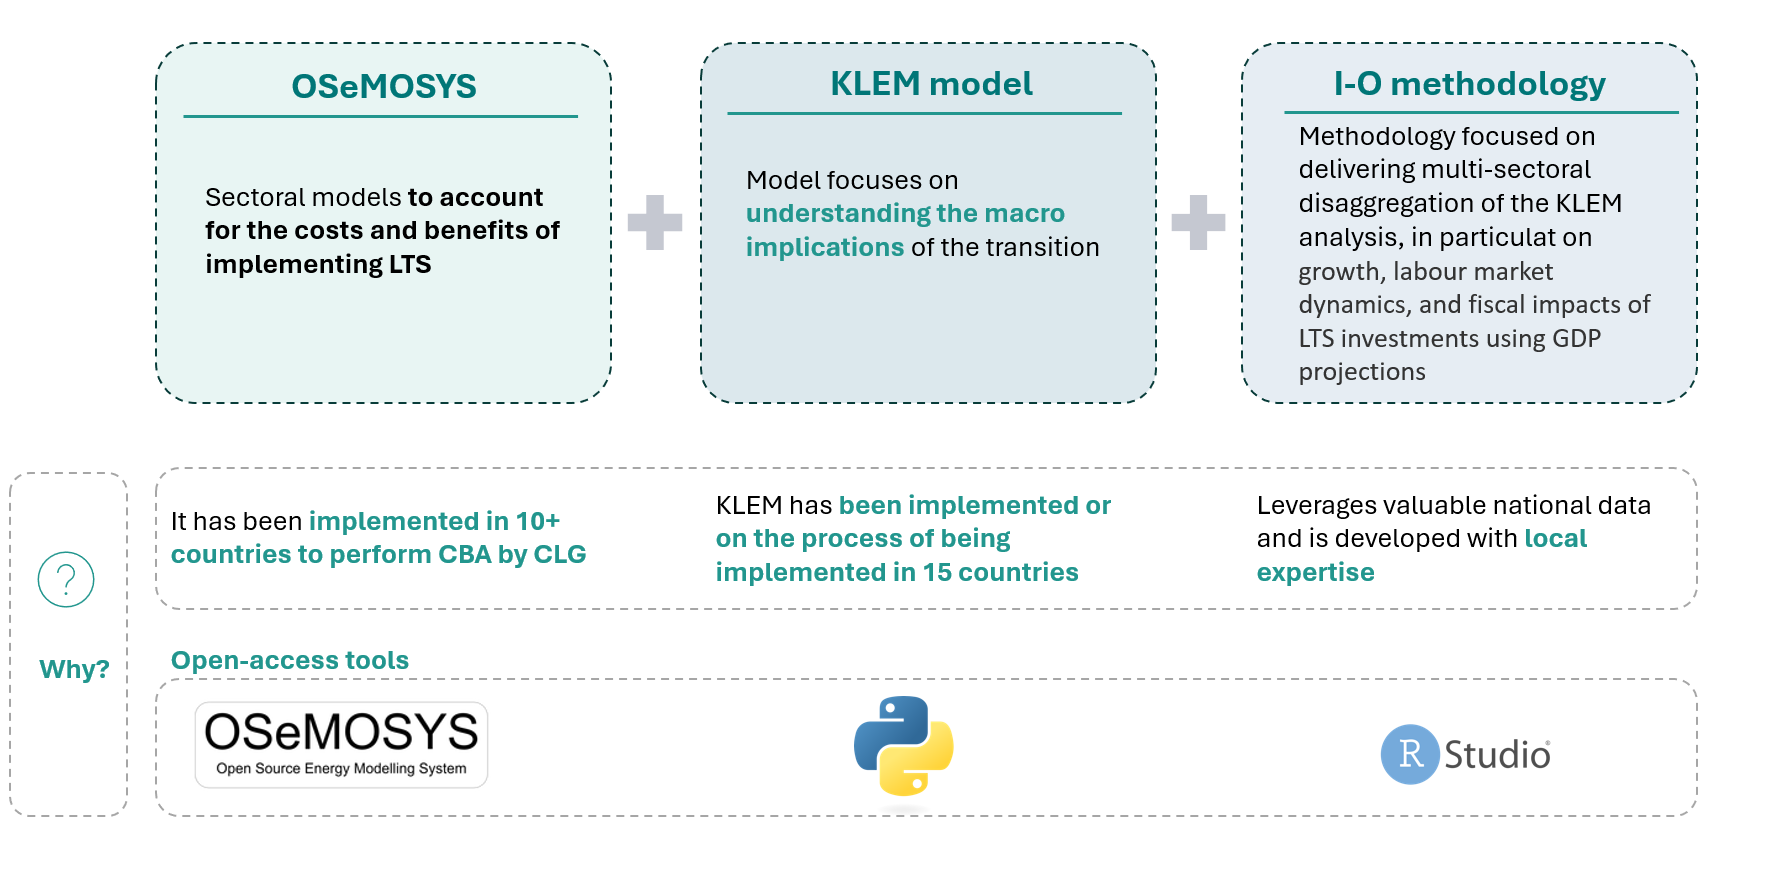 OSeMOSYS
Sectoral models to account
for the costs and benefits of
implementing LTS
KLEM model
Model focuses on
understanding the macro
implications of the transition
I-O methodology
Methodology focused on
delivering multi-sectoral
disaggregation of the KLEM
analysis, in particulat on
growth, labour market
dynamics, and fiscal impacts of
LTS investments using GDP
projections
?
Why?
It has been implemented in 10+
countries to perform CBA by CLG
KLEM has been implemented or
on the process of being
implemented in 15 countries
Leverages valuable national data
and is developed with local
expertise
Open-access tools
OSeMOSYS
Open Source Energy Modelling System
R Studio®